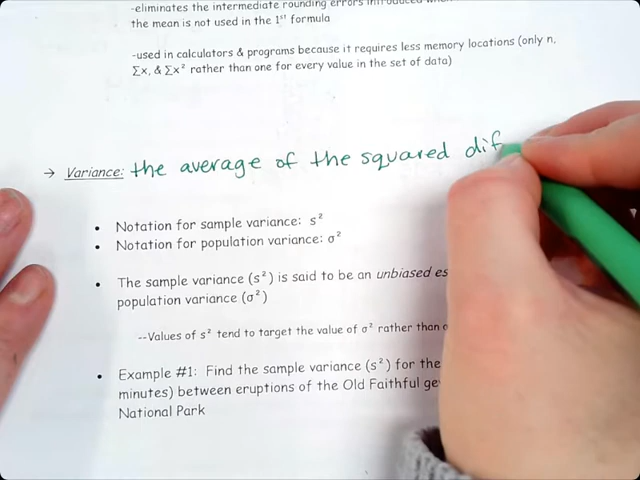 -eliminates the intermediate rounding errors introduced
the mean is not used in the 1st formula
-used in calculators & programs because it requires less memory locations (only n,
Σx, & Σx² rather than one for every value in the set of data)
→ Variance: the average of the squared dif
• Notation for sample variance: s²
• Notation for population variance: σ²
• The sample variance (s²) is said to be an unbiased es
population variance (σ²)
--Values of s² tend to target the value of σ² rather than o
• Example #1: Find the sample variance (s²) for the
minutes) between eruptions of the Old Faithful ge
National Park